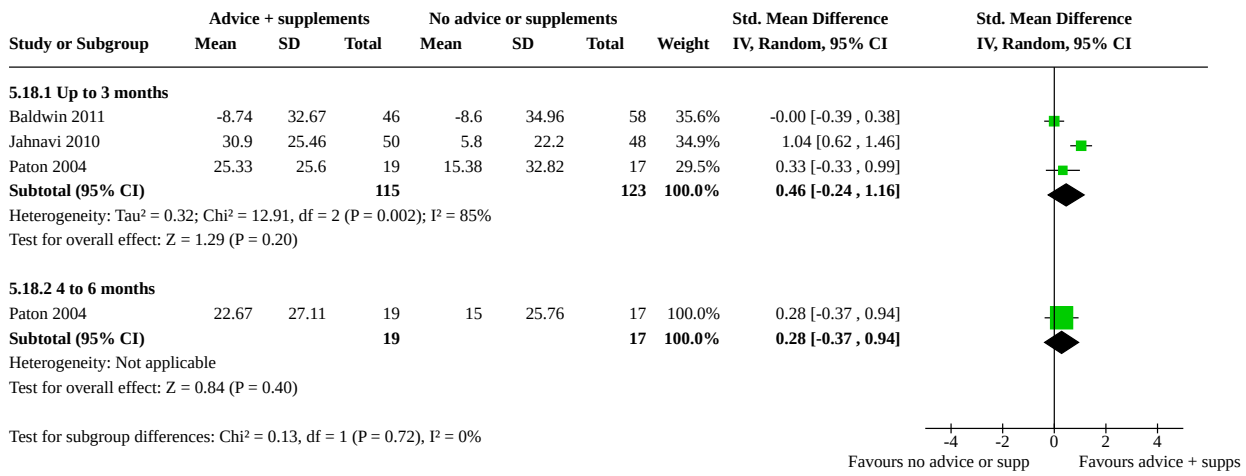 Advice + supplements No advice or supplements Std. Mean Difference Std. Mean Difference
Study or Subgroup Mean SD Total Mean SD Total Weight IV, Random, 95% CI IV, Random, 95% CI
5.18.1 Up to 3 months
Baldwin 2011 -8.74 32.67 46 -8.6 34.96 58 35.6% -0.00 [-0.39 , 0.38]
Jahnavi 2010 30.9 25.46 50 5.8 22.2 48 34.9% 1.04 [0.62 , 1.46]
Paton 2004 25.33 25.6 19 15.38 32.82 17 29.5% 0.33 [-0.33 , 0.99]
Subtotal (95% CI) 115 123 100.0% 0.46 [-0.24 , 1.16]
Heterogeneity: Tau² = 0.32; Chi² = 12.91, df = 2 (P = 0.002); I² = 85%
Test for overall effect: Z = 1.29 (P = 0.20)
5.18.2 4 to 6 months
Paton 2004 22.67 27.11 19 15 25.76 17 100.0% 0.28 [-0.37 , 0.94]
Subtotal (95% CI) 19 17 100.0% 0.28 [-0.37 , 0.94]
Heterogeneity: Not applicable
Test for overall effect: Z = 0.84 (P = 0.40)
Test for subgroup differences: Chi² = 0.13, df = 1 (P = 0.72), I² = 0%
-4 -2 0 2 4
Favours no advice or supp Favours advice + supps